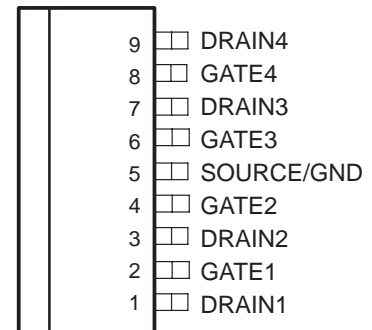 9 DRAIN4
8 GATE4
7 DRAIN3
6 GATE3
5 SOURCE/GND
4 GATE2
3 DRAIN2
2 GATE1
1 DRAIN1